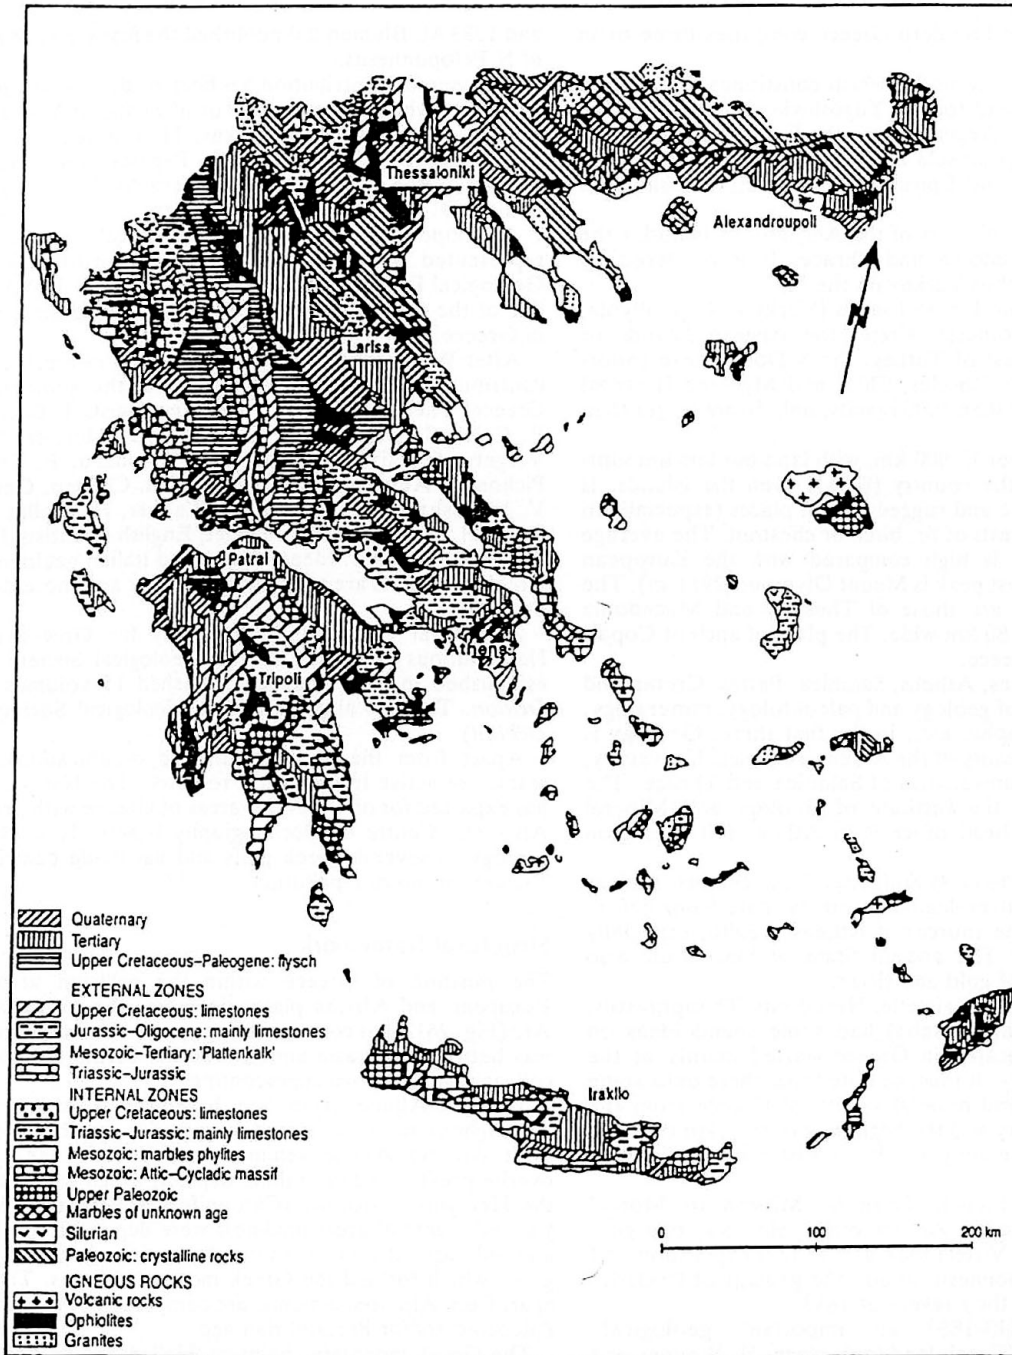 Thessaloniki
Alexandroupoli
N
Larisa
Patrai
Athens
Tripoli
Quaternary
Tertiary
Upper Cretaceous–Paleogene: flysch
EXTERNAL ZONES
Upper Cretaceous: limestones
Jurassic–Oligocene: mainly limestones
Mesozoic–Tertiary: 'Plattenkalk'
Triassic–Jurassic
INTERNAL ZONES
Upper Cretaceous: limestones
Triassic–Jurassic: mainly limestones
Mesozoic: marbles phylites
Mesozoic: Attic–Cycladic massif
Upper Paleozoic
Marbles of unknown age
Silurian
Paleozoic: crystalline rocks
IGNEOUS ROCKS
Volcanic rocks
Ophiolites
Granites
Iraklio
0 100 200 km